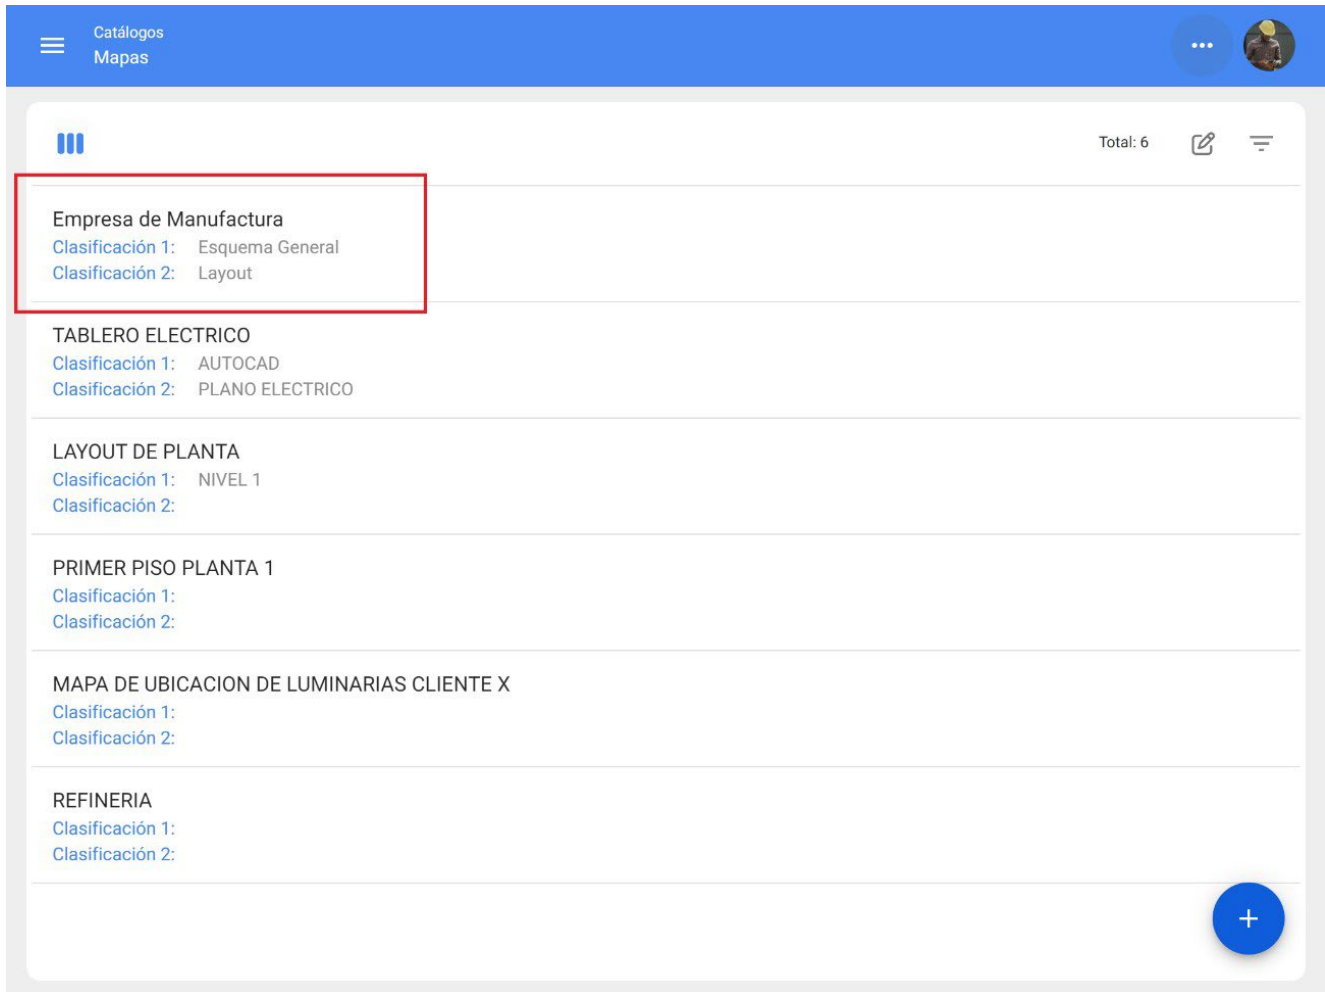 Catálogos
Mapas
Total: 6
Empresa de Manufactura
Clasificación 1: Esquema General
Clasificación 2: Layout
TABLERO ELECTRICO
Clasificación 1: AUTOCAD
Clasificación 2: PLANO ELECTRICO
LAYOUT DE PLANTA
Clasificación 1: NIVEL 1
Clasificación 2:
PRIMER PISO PLANTA 1
Clasificación 1:
Clasificación 2:
MAPA DE UBICACION DE LUMINARIAS CLIENTE X
Clasificación 1:
Clasificación 2:
REFINERIA
Clasificación 1:
Clasificación 2: